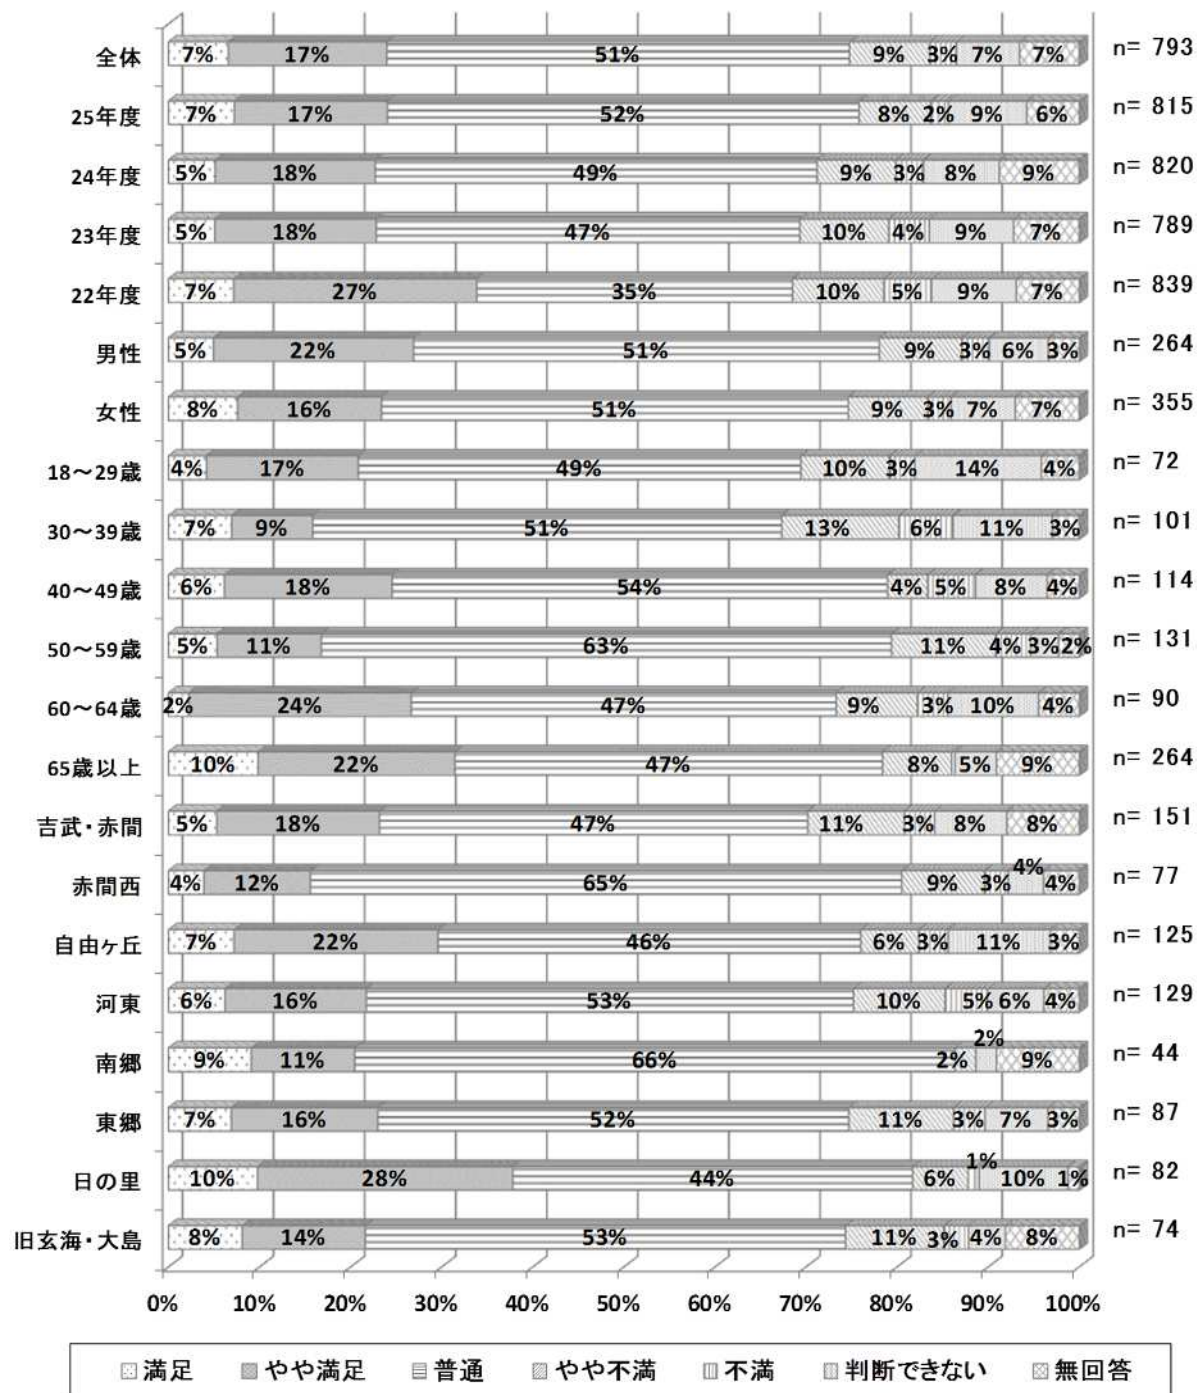 全体 7% 17% 51% 9% 3% 7% 7% n= 793
25年度 7% 17% 52% 8% 2% 9% 6% n= 815
24年度 5% 18% 49% 9% 3% 8% 9% n= 820
23年度 5% 18% 47% 10% 4% 9% 7% n= 789
22年度 7% 27% 35% 10% 5% 9% 7% n= 839
男性 5% 22% 51% 9% 3% 6% 3% n= 264
女性 8% 16% 51% 9% 3% 7% 7% n= 355
18～29歳 4% 17% 49% 10% 3% 14% 4% n= 72
30～39歳 7% 9% 51% 13% 6% 11% 3% n= 101
40～49歳 6% 18% 54% 4% 5% 8% 4% n= 114
50～59歳 5% 11% 63% 11% 4% 3% 2% n= 131
60～64歳 2% 24% 47% 9% 3% 10% 4% n= 90
65歳以上 10% 22% 47% 8% 5% 9% n= 264
吉武・赤間 5% 18% 47% 11% 3% 8% 8% n= 151
赤間西 4% 12% 65% 9% 3% 4% 4% n= 77
自由ヶ丘 7% 22% 46% 6% 3% 11% 3% n= 125
河東 6% 16% 53% 10% 5% 6% 4% n= 129
南郷 9% 11% 66% 2% 2% 9% n= 44
東郷 7% 16% 52% 11% 3% 7% 3% n= 87
日の里 10% 28% 44% 6% 1% 10% 1% n= 82
旧玄海・大島 8% 14% 53% 11% 3% 4% 8% n= 74
0% 10% 20% 30% 40% 50% 60% 70% 80% 90% 100%
満足 やや満足 普通 やや不満 不満 判断できない 無回答